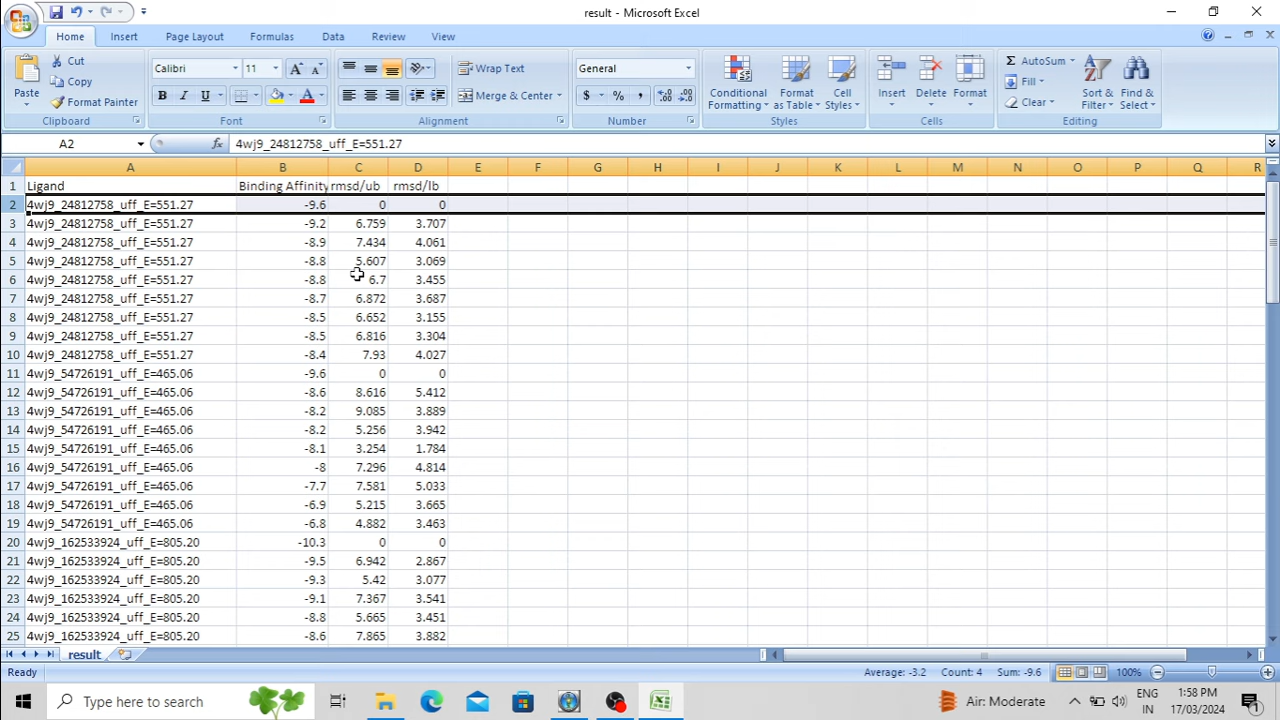 result - Microsoft Excel
Home Insert Page Layout Formulas Data Review View
Paste
Cut
Copy
Format Painter
Clipboard
Calibri 11
B I U
Font
Wrap Text
Merge & Center
Alignment
General
$ % ,
Number
Conditional Formatting
Format as Table
Cell Styles
Styles
Insert Delete Format
Cells
AutoSum
Fill
Clear
Sort & Filter
Find & Select
Editing
A2 fx 4wj9_24812758_uff_E=551.27
A B C D E F G H I J K L M N O P Q R
1 Ligand Binding Affinity rmsd/ub rmsd/lb
2 4wj9_24812758_uff_E=551.27 -9.6 0 0
3 4wj9_24812758_uff_E=551.27 -9.2 6.759 3.707
4 4wj9_24812758_uff_E=551.27 -8.9 7.434 4.061
5 4wj9_24812758_uff_E=551.27 -8.8 5.607 3.069
6 4wj9_24812758_uff_E=551.27 -8.8 6.7 3.455
7 4wj9_24812758_uff_E=551.27 -8.7 6.872 3.687
8 4wj9_24812758_uff_E=551.27 -8.5 6.652 3.155
9 4wj9_24812758_uff_E=551.27 -8.5 6.816 3.304
10 4wj9_24812758_uff_E=551.27 -8.4 7.93 4.027
11 4wj9_54726191_uff_E=465.06 -9.6 0 0
12 4wj9_54726191_uff_E=465.06 -8.6 8.616 5.412
13 4wj9_54726191_uff_E=465.06 -8.2 9.085 3.889
14 4wj9_54726191_uff_E=465.06 -8.2 5.256 3.942
15 4wj9_54726191_uff_E=465.06 -8.1 3.254 1.784
16 4wj9_54726191_uff_E=465.06 -8 7.296 4.814
17 4wj9_54726191_uff_E=465.06 -7.7 7.581 5.033
18 4wj9_54726191_uff_E=465.06 -6.9 5.215 3.665
19 4wj9_54726191_uff_E=465.06 -6.8 4.882 3.463
20 4wj9_162533924_uff_E=805.20 -10.3 0 0
21 4wj9_162533924_uff_E=805.20 -9.5 6.942 2.867
22 4wj9_162533924_uff_E=805.20 -9.3 5.42 3.077
23 4wj9_162533924_uff_E=805.20 -9.1 7.367 3.541
24 4wj9_162533924_uff_E=805.20 -8.8 5.665 3.451
25 4wj9_162533924_uff_E=805.20 -8.6 7.865 3.882
result
Ready Average: -3.2 Count: 4 Sum: -9.6 100%
Type here to search
Air: Moderate
ENG
IN
1:58 PM
17/03/2024
1